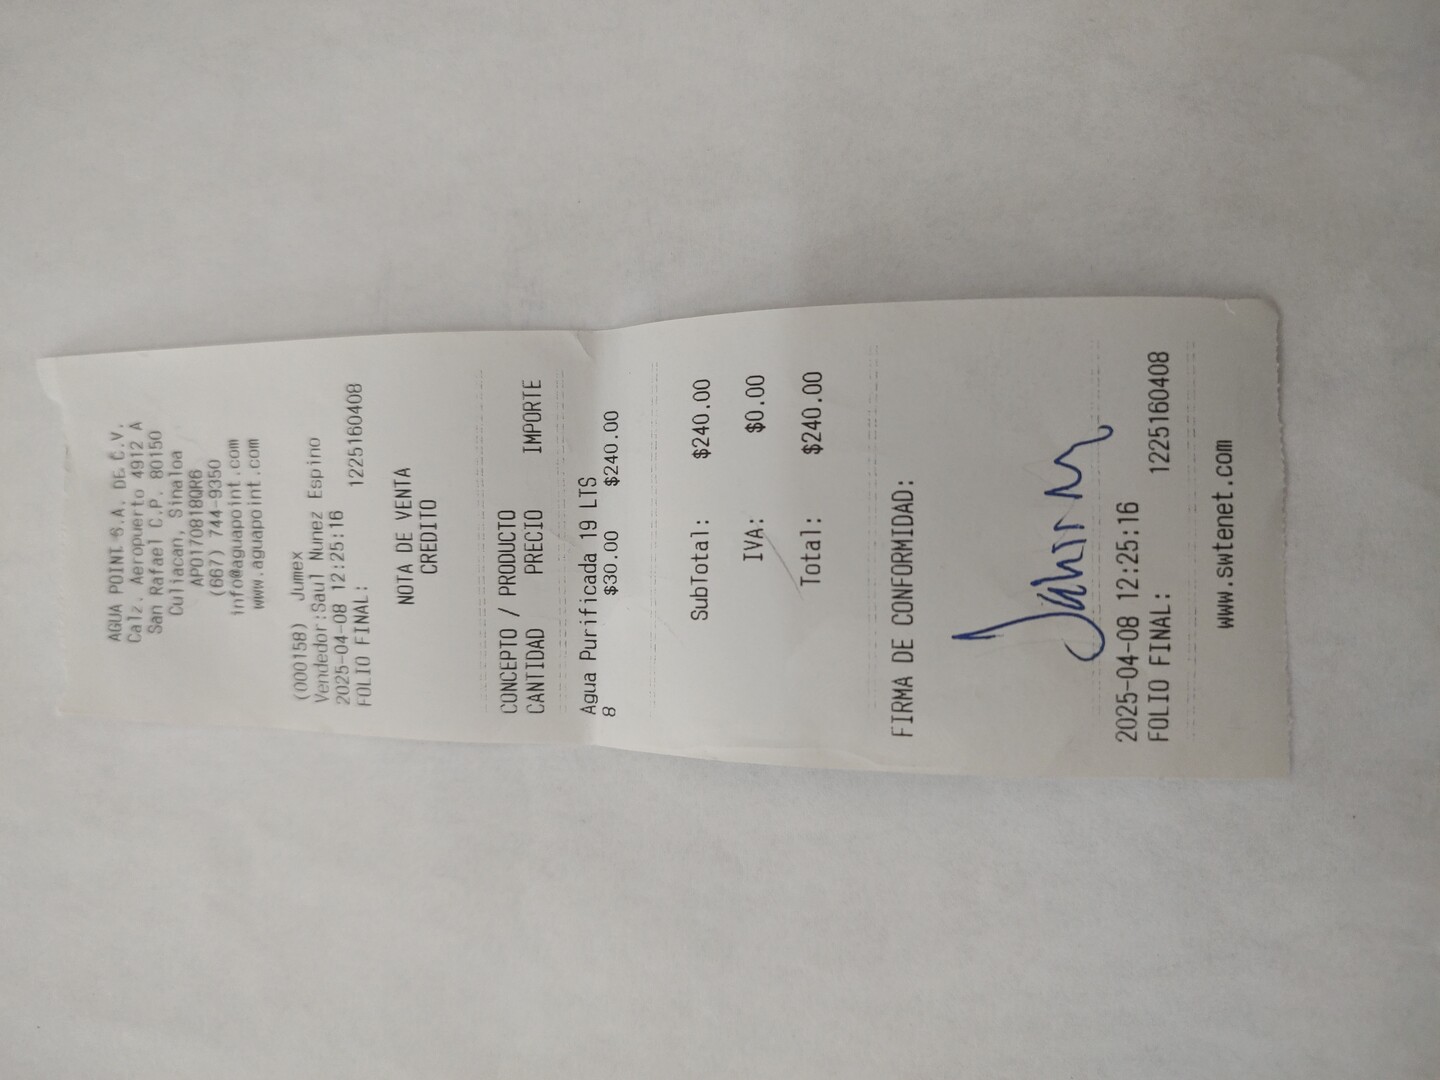 AGUA POINT S.A. DE C.V.
Calz. Aeropuerto 4912 A
San Rafael C.P. 80150
Culiacan, Sinaloa
APO170818QR6
(667) 744-9350
info@aguapoint.com
www.aguapoint.com
(000158) Jumex
Vendedor:Saul Nunez Espino
2025-04-08 12:25:16
FOLIO FINAL: 1225160408
NOTA DE VENTA
CREDITO
CONCEPTO / PRODUCTO
CANTIDAD PRECIO IMPORTE
Agua Purificada 19 LTS
8 $30.00 $240.00
SubTotal: $240.00
IVA: $0.00
Total: $240.00
FIRMA DE CONFORMIDAD:
2025-04-08 12:25:16
FOLIO FINAL: 1225160408
www.swtenet.com